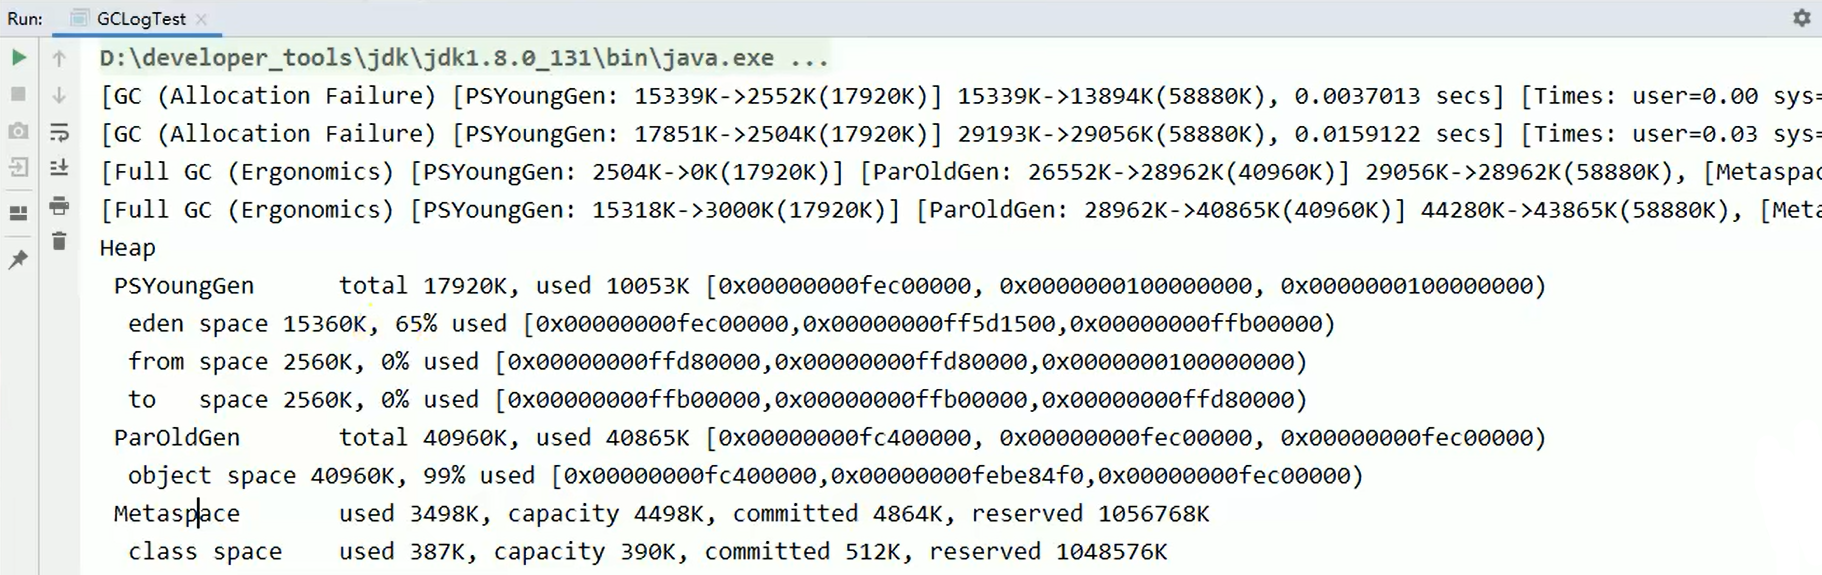 Run: GCLogTest
D:\developer_tools\jdk\jdk1.8.0_131\bin\java.exe ...
[GC (Allocation Failure) [PSYoungGen: 15339K->2552K(17920K)] 15339K->13894K(58880K), 0.0037013 secs] [Times: user=0.00 sys=
[GC (Allocation Failure) [PSYoungGen: 17851K->2504K(17920K)] 29193K->29056K(58880K), 0.0159122 secs] [Times: user=0.03 sys=
[Full GC (Ergonomics) [PSYoungGen: 2504K->0K(17920K)] [ParOldGen: 26552K->28962K(40960K)] 29056K->28962K(58880K), [Metaspac
[Full GC (Ergonomics) [PSYoungGen: 15318K->3000K(17920K)] [ParOldGen: 28962K->40865K(40960K)] 44280K->43865K(58880K), [Meta
Heap
 PSYoungGen      total 17920K, used 10053K [0x00000000fec00000, 0x0000000100000000, 0x0000000100000000)
  eden space 15360K, 65% used [0x00000000fec00000,0x00000000ff5d1500,0x00000000ffb00000)
  from space 2560K, 0% used [0x00000000ffd80000,0x00000000ffd80000,0x0000000100000000)
  to   space 2560K, 0% used [0x00000000ffb00000,0x00000000ffb00000,0x00000000ffd80000)
 ParOldGen       total 40960K, used 40865K [0x00000000fc400000, 0x00000000fec00000, 0x00000000fec00000)
  object space 40960K, 99% used [0x00000000fc400000,0x00000000febe84f0,0x00000000fec00000)
 Metaspace       used 3498K, capacity 4498K, committed 4864K, reserved 1056768K
  class space    used 387K, capacity 390K, committed 512K, reserved 1048576K